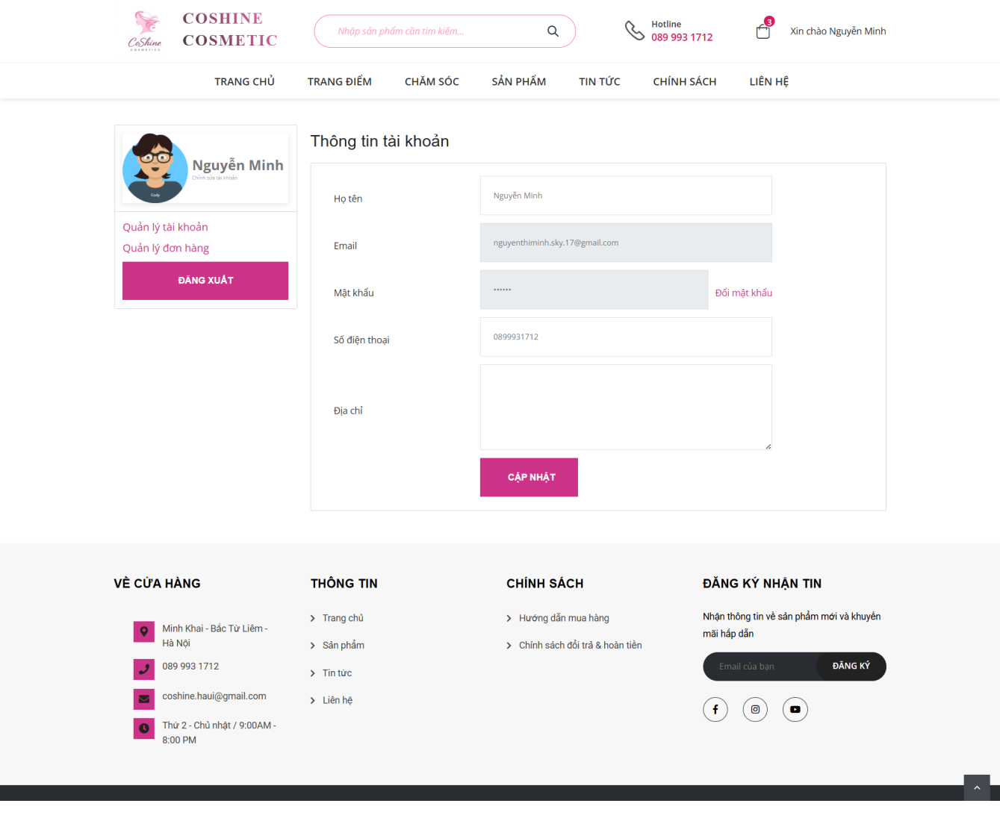 CoShine
COSMETICS
COSHINE
COSMETIC
Nhập sản phẩm cần tìm kiếm...
Hotline
089 993 1712
3
Xin chào Nguyễn Minh
TRANG CHỦ
TRANG ĐIỂM
CHĂM SÓC
SẢN PHẨM
TIN TỨC
CHÍNH SÁCH
LIÊN HỆ
Cody
Nguyễn Minh
Chỉnh sửa tài khoản
Quản lý tài khoản
Quản lý đơn hàng
ĐĂNG XUẤT
Thông tin tài khoản
Họ tên
Nguyễn Minh
Email
nguyenthiminh.sky.17@gmail.com
Mật khẩu
••••••
Đổi mật khẩu
Số điện thoại
0899931712
Địa chỉ
CẬP NHẬT
VỀ CỬA HÀNG
Minh Khai - Bắc Từ Liêm -
Hà Nội
089 993 1712
coshine.haui@gmail.com
Thứ 2 - Chủ nhật / 9:00AM -
8:00 PM
THÔNG TIN
Trang chủ
Sản phẩm
Tin tức
Liên hệ
CHÍNH SÁCH
Hướng dẫn mua hàng
Chính sách đổi trả & hoàn tiền
ĐĂNG KÝ NHẬN TIN
Nhận thông tin về sản phẩm mới và khuyến
mãi hấp dẫn
Email của bạn
ĐĂNG KÝ